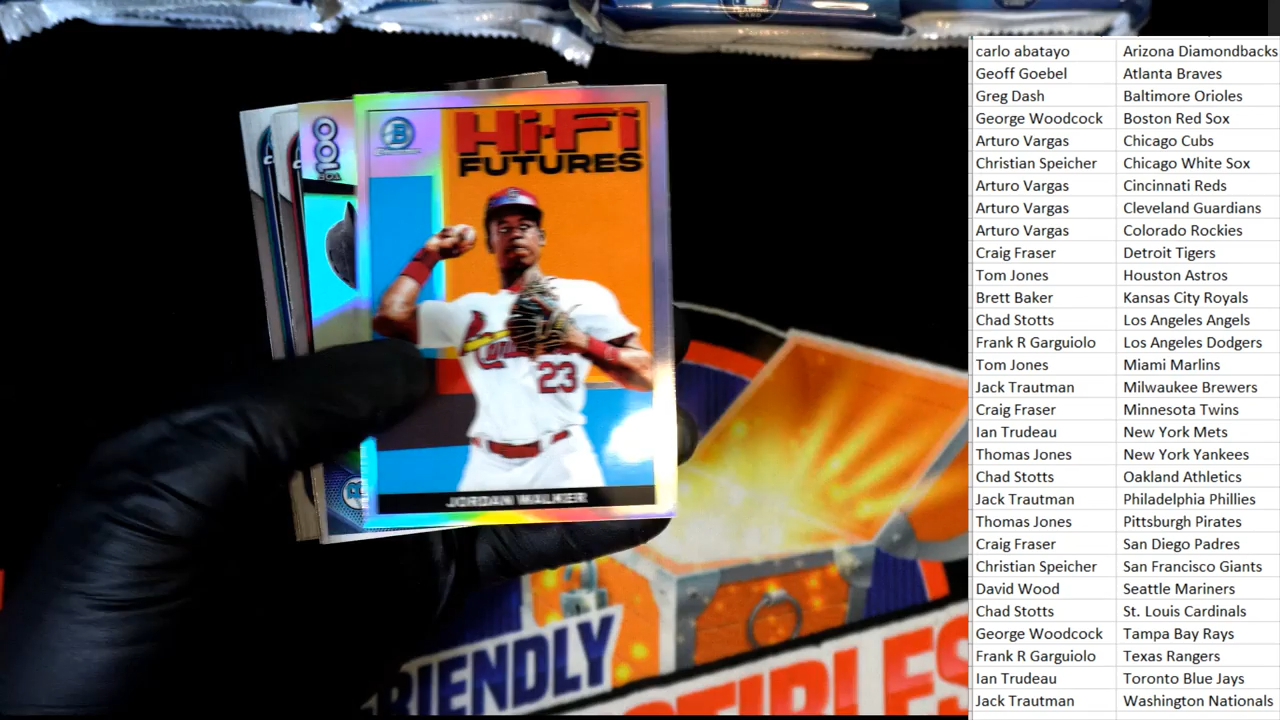 TRADING
CARD
Hi-Fi
FUTURES
B
100
JORDAN WALKER
Cardinals
23
RIENDLY
CTIBLES
carlo abatayo Arizona Diamondbacks
Geoff Goebel Atlanta Braves
Greg Dash Baltimore Orioles
George Woodcock Boston Red Sox
Arturo Vargas Chicago Cubs
Christian Speicher Chicago White Sox
Arturo Vargas Cincinnati Reds
Arturo Vargas Cleveland Guardians
Arturo Vargas Colorado Rockies
Craig Fraser Detroit Tigers
Tom Jones Houston Astros
Brett Baker Kansas City Royals
Chad Stotts Los Angeles Angels
Frank R Garguiolo Los Angeles Dodgers
Tom Jones Miami Marlins
Jack Trautman Milwaukee Brewers
Craig Fraser Minnesota Twins
Ian Trudeau New York Mets
Thomas Jones New York Yankees
Chad Stotts Oakland Athletics
Jack Trautman Philadelphia Phillies
Thomas Jones Pittsburgh Pirates
Craig Fraser San Diego Padres
Christian Speicher San Francisco Giants
David Wood Seattle Mariners
Chad Stotts St. Louis Cardinals
George Woodcock Tampa Bay Rays
Frank R Garguiolo Texas Rangers
Ian Trudeau Toronto Blue Jays
Jack Trautman Washington Nationals